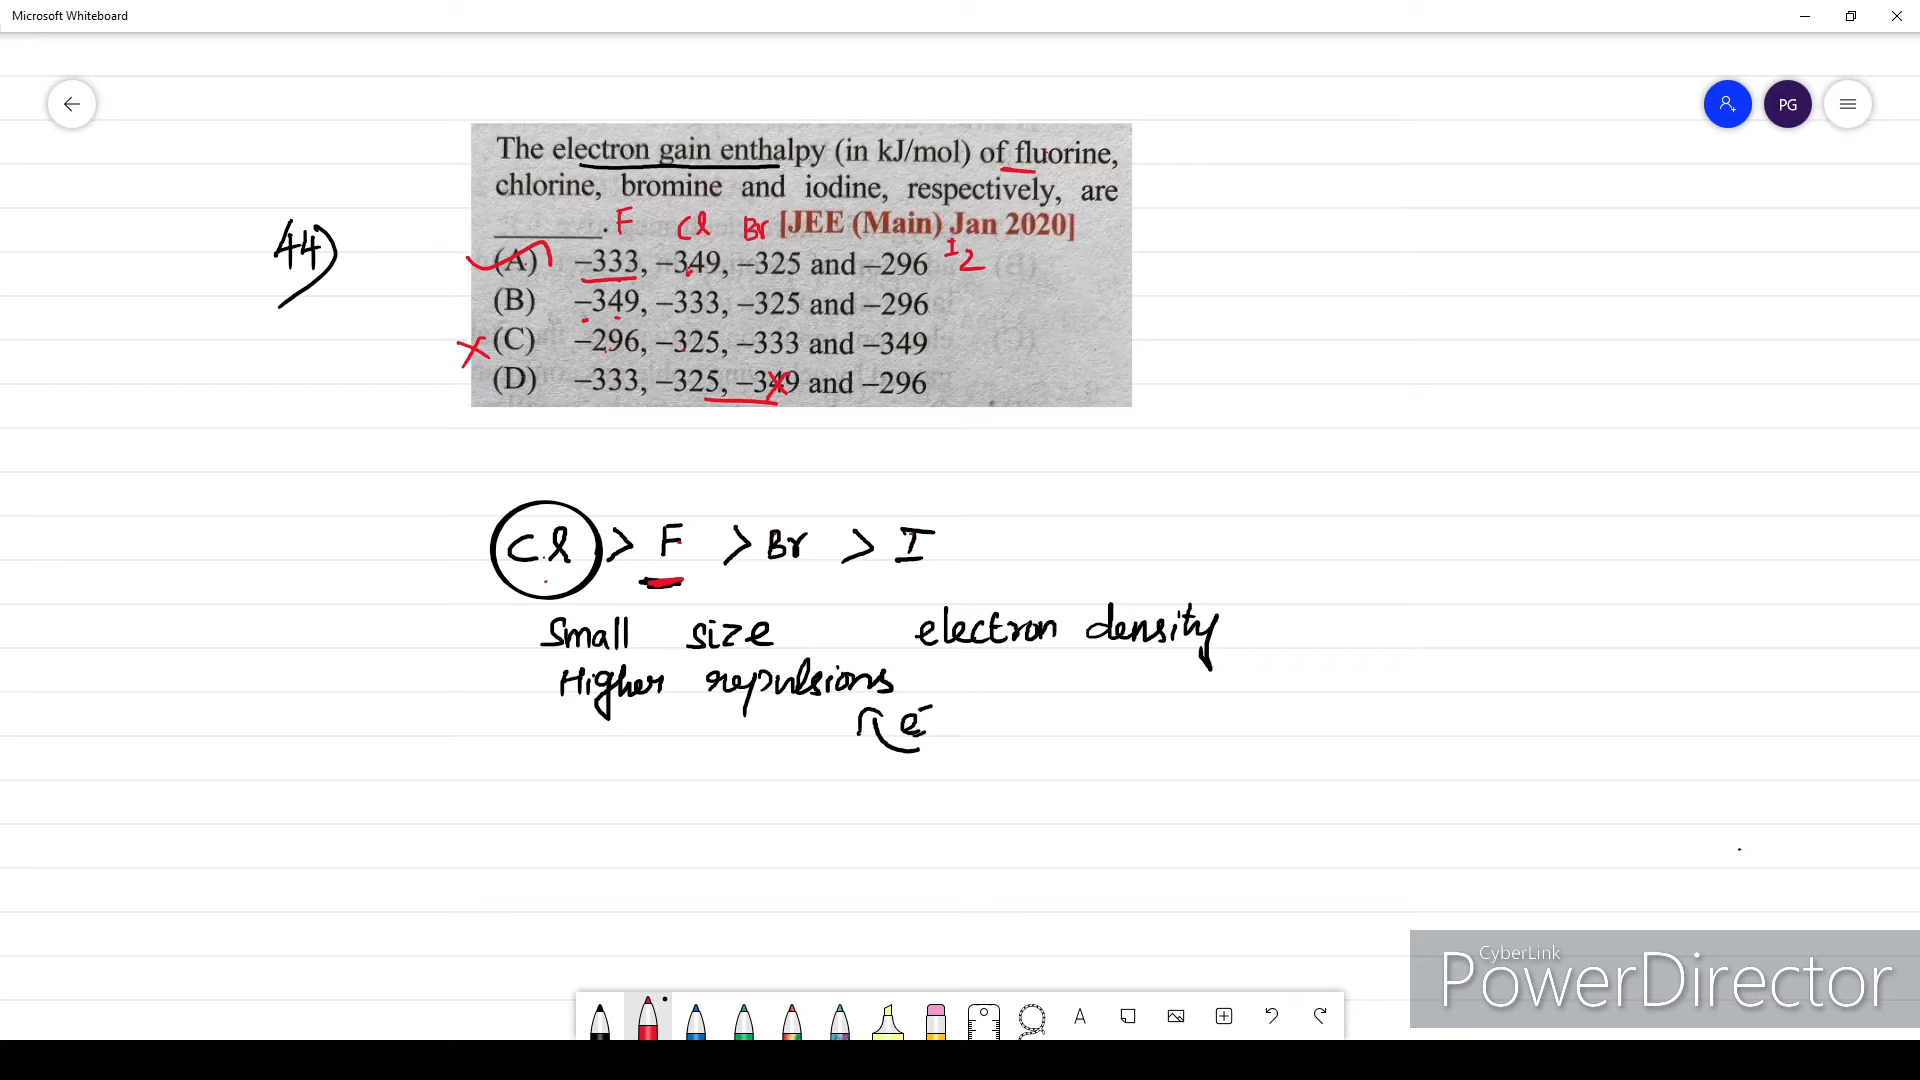 Microsoft Whiteboard
PG
The electron gain enthalpy (in kJ/mol) of fluorine,
chlorine, bromine and iodine, respectively, are
______. [JEE (Main) Jan 2020]
F Cl Br I2
(A) –333, –349, –325 and –296
(B) –349, –333, –325 and –296
(C) –296, –325, –333 and –349
(D) –333, –325, –349 and –296
44)
Cl > F > Br > I
Small size electron density
Higher repulsions
e-
CyberLink
PowerDirector
A